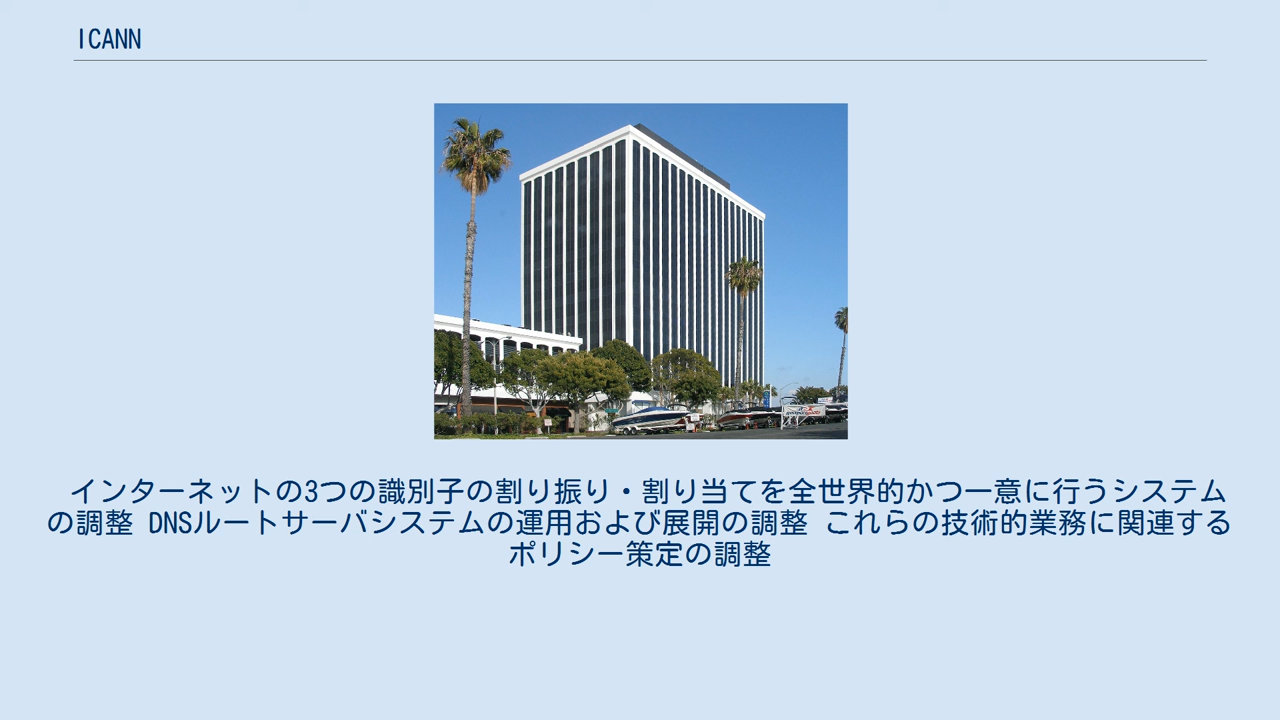 ICANN
インターネットの3つの識別子の割り振り・割り当てを全世界的かつ一意に行うシステム
の調整 DNSルートサーバシステムの運用および展開の調整 これらの技術的業務に関連する
ポリシー策定の調整